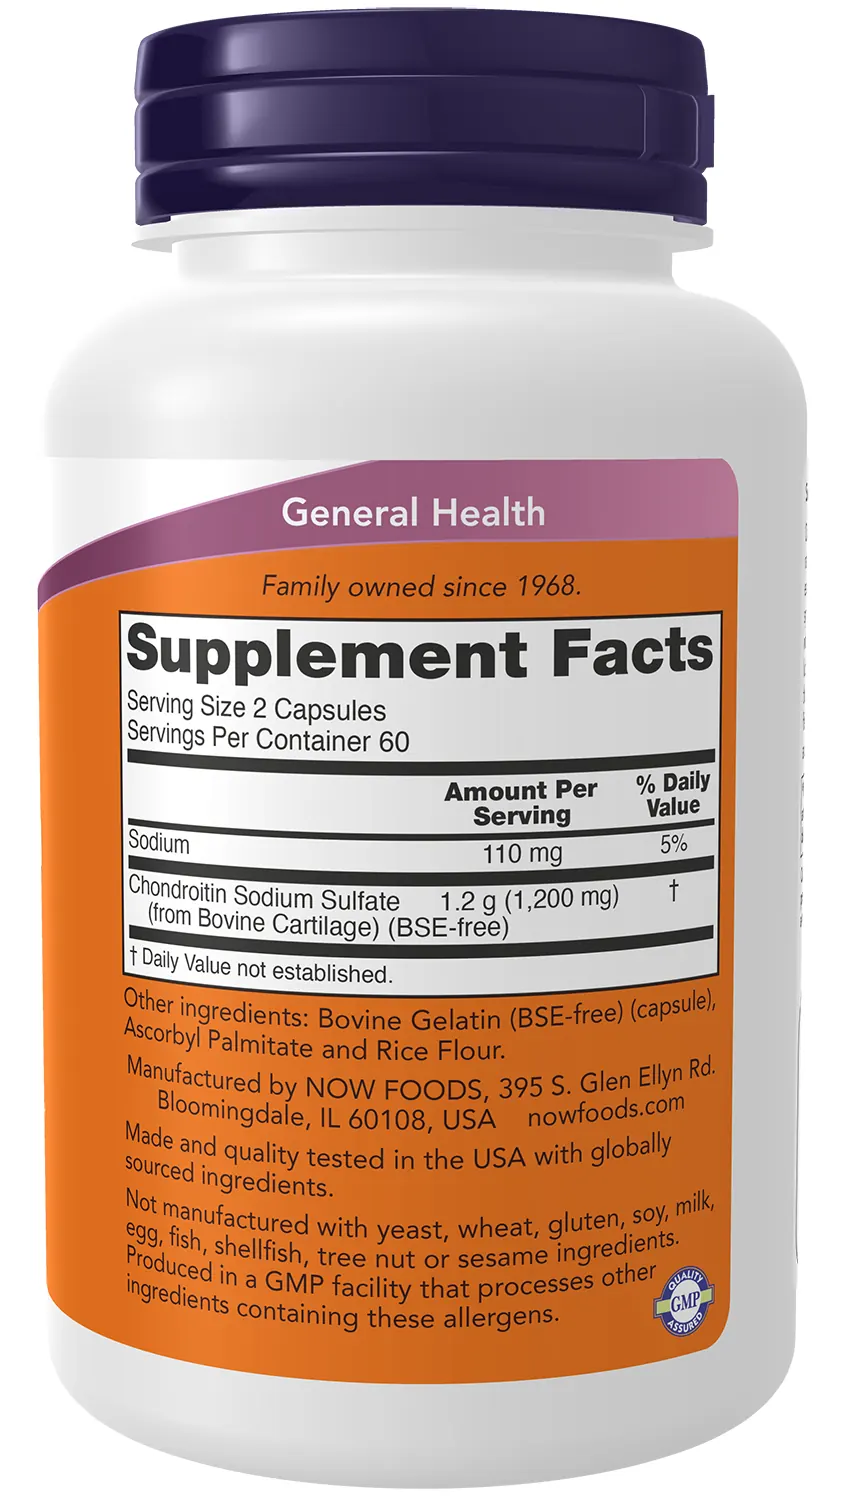 General Health
Family owned since 1968.
Supplement Facts
Serving Size 2 Capsules
Servings Per Container 60
Amount Per Serving % Daily Value
Sodium 110 mg 5%
Chondroitin Sodium Sulfate 1.2 g (1,200 mg) †
(from Bovine Cartilage) (BSE-free)
† Daily Value not established.
Other ingredients: Bovine Gelatin (BSE-free) (capsule),
Ascorbyl Palmitate and Rice Flour.
Manufactured by NOW FOODS, 395 S. Glen Ellyn Rd.
Bloomingdale, IL 60108, USA nowfoods.com
Made and quality tested in the USA with globally
sourced ingredients.
Not manufactured with yeast, wheat, gluten, soy, milk,
egg, fish, shellfish, tree nut or sesame ingredients.
Produced in a GMP facility that processes other
ingredients containing these allergens.
QUALITY
GMP
ASSURED